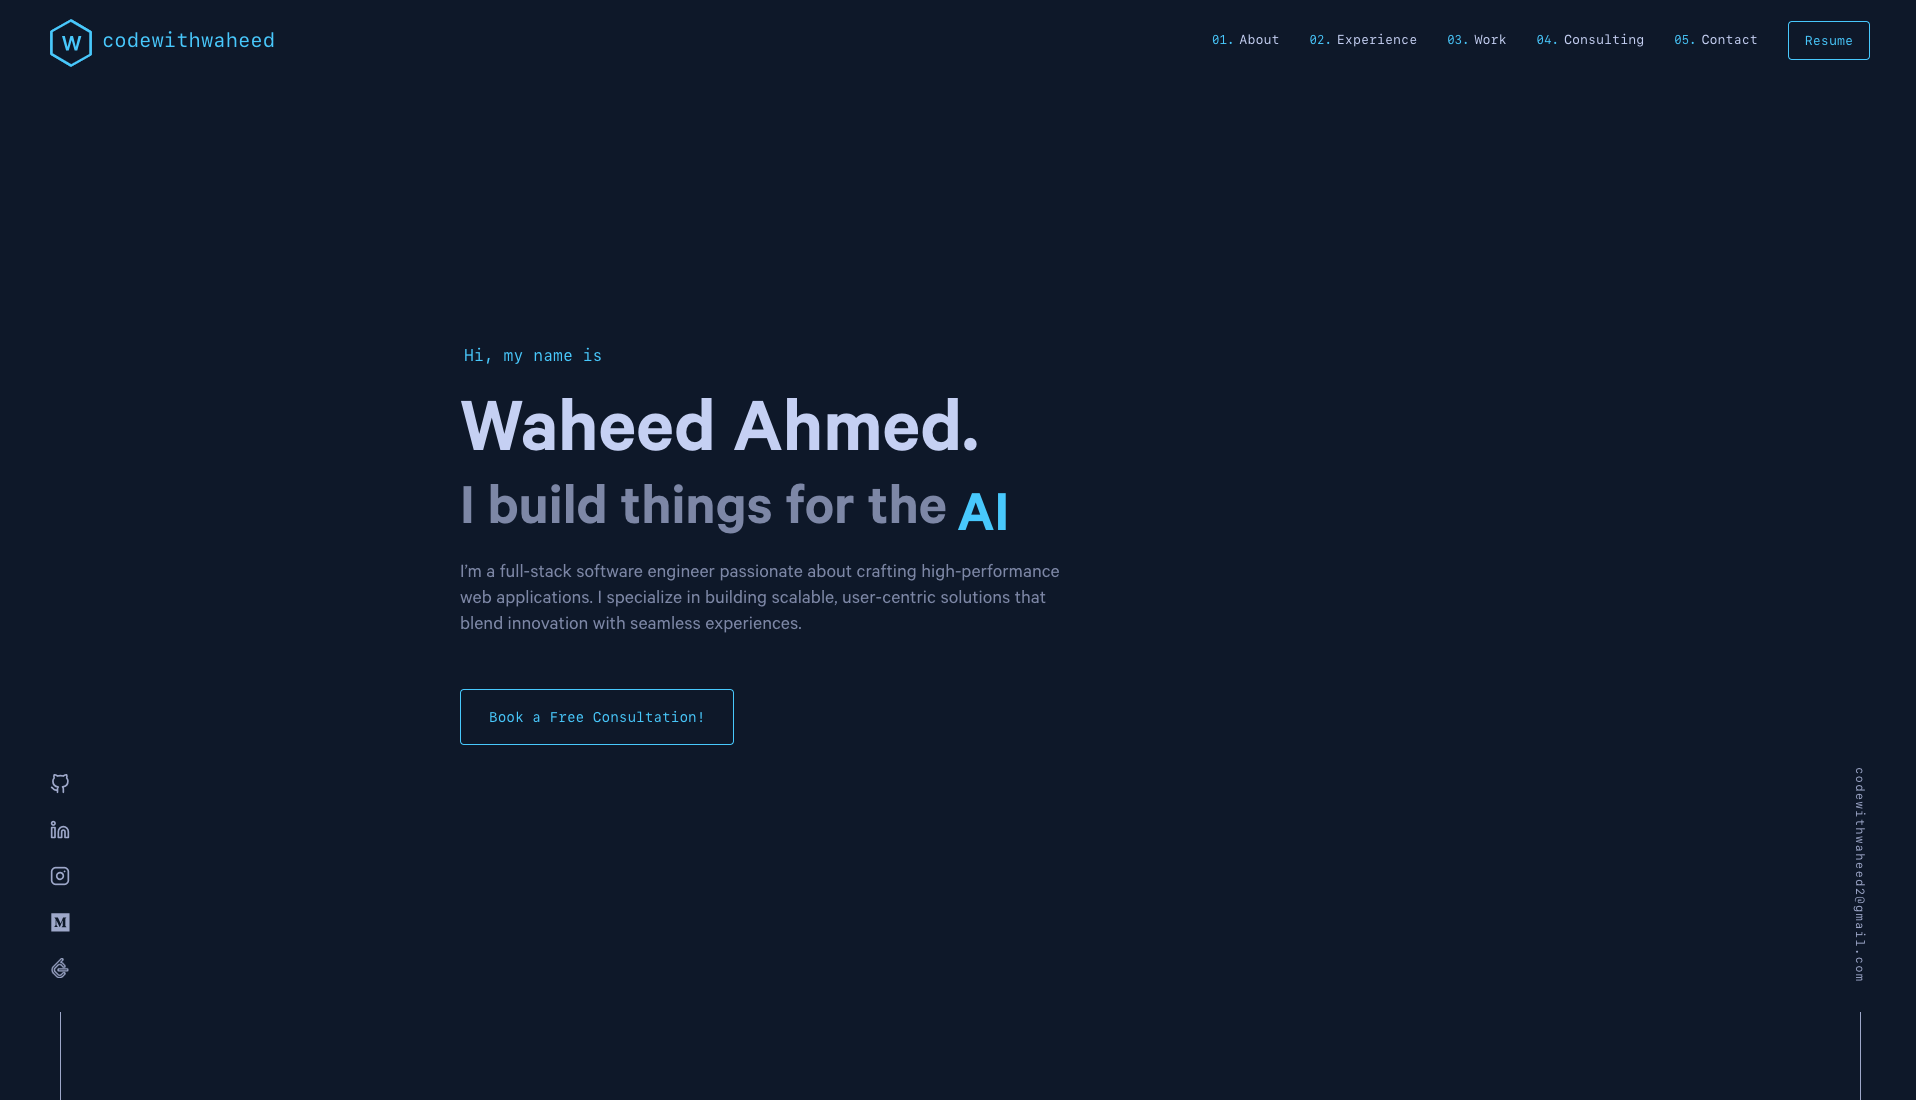 W
codewithwaheed
01. About
02. Experience
03. Work
04. Consulting
05. Contact
Resume
Hi, my name is
Waheed Ahmed.
I build things for the AI
I'm a full-stack software engineer passionate about crafting high-performance
web applications. I specialize in building scalable, user-centric solutions that
blend innovation with seamless experiences.
Book a Free Consultation!
in
M
codewithwaheed2@gmail.com